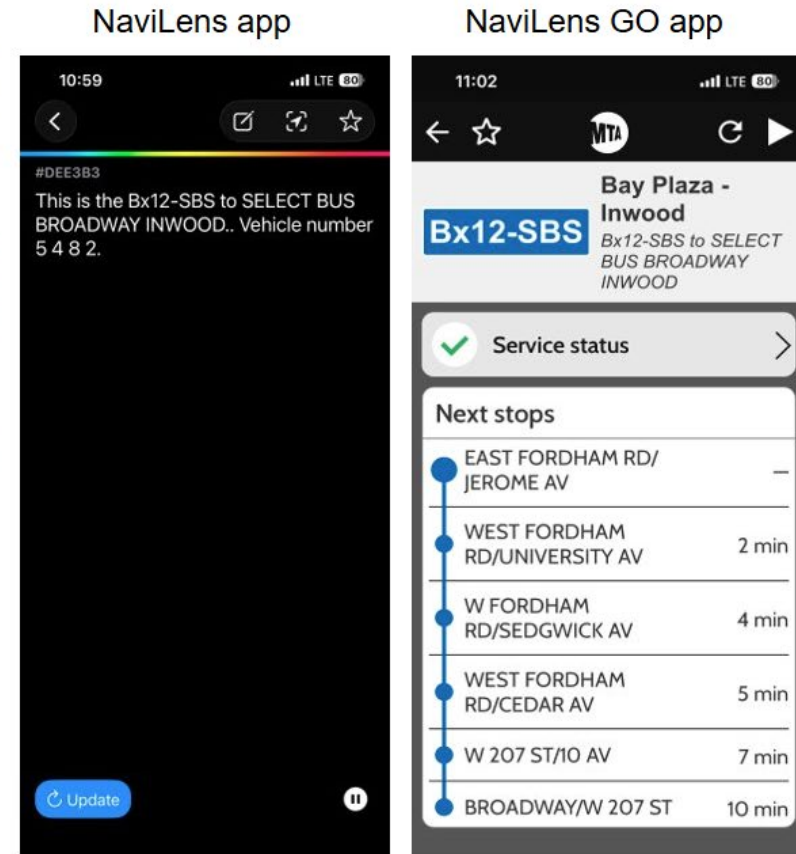 NaviLens app
10:59
LTE 80
#DEE3B3
This is the Bx12-SBS to SELECT BUS
BROADWAY INWOOD.. Vehicle number
5 4 8 2.
Update
NaviLens GO app
11:02
LTE 80
MTA
Bx12-SBS
Bay Plaza -
Inwood
Bx12-SBS to SELECT
BUS BROADWAY
INWOOD
Service status
Next stops
EAST FORDHAM RD/
JEROME AV
—
WEST FORDHAM
RD/UNIVERSITY AV
2 min
W FORDHAM
RD/SEDGWICK AV
4 min
WEST FORDHAM
RD/CEDAR AV
5 min
W 207 ST/10 AV
7 min
BROADWAY/W 207 ST
10 min